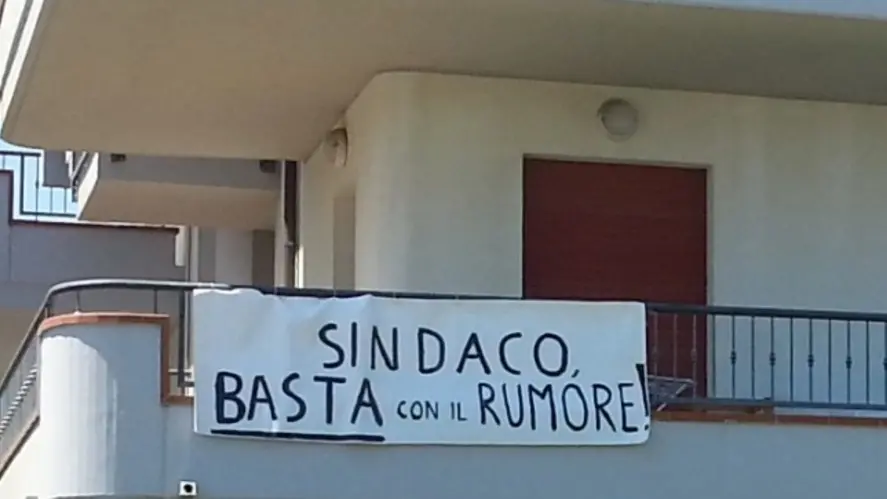 SINDACO,
BASTA CON IL RUMÓRE!